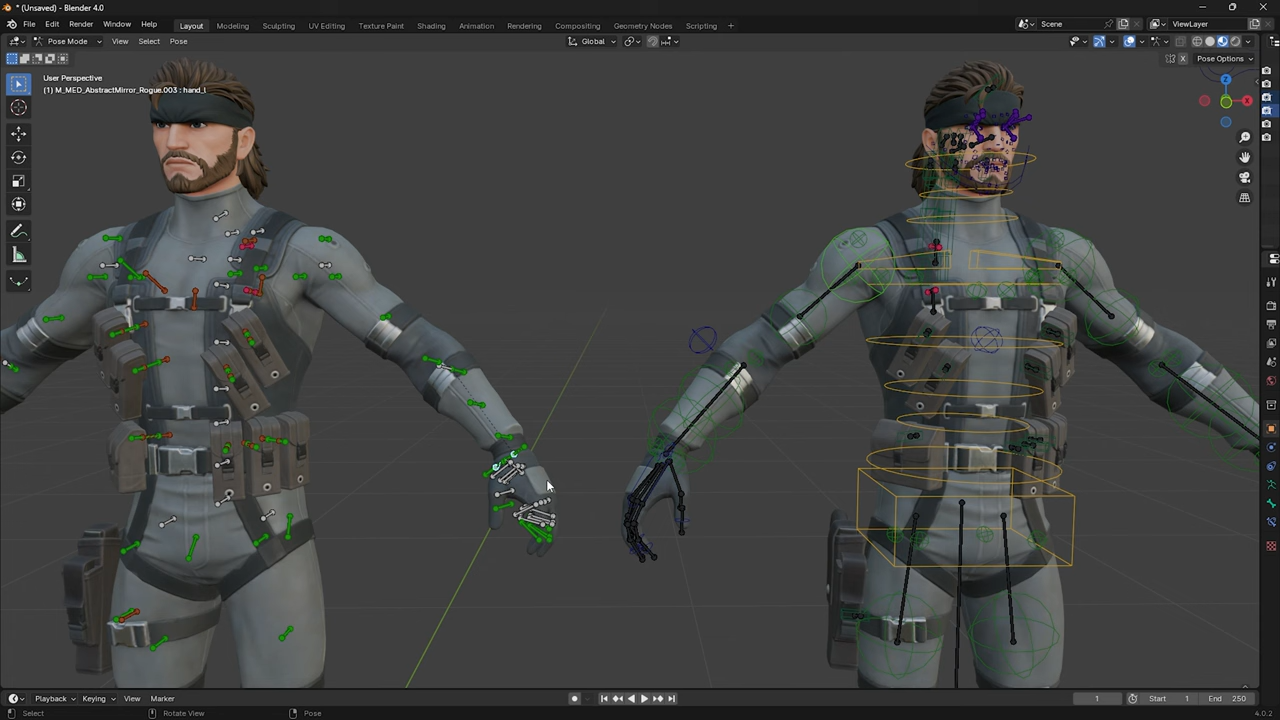 * (Unsaved) - Blender 4.0
File Edit Render Window Help Layout Modeling Sculpting UV Editing Texture Paint Shading Animation Rendering Compositing Geometry Nodes Scripting + Scene ViewLayer
Pose Mode View Select Pose Global
X Pose Options
User Perspective
(1) M_MED_AbstractMirror_Rogue.003 : hand_l
Z
X
Playback Keying View Marker 1 Start 1 End 250
Select Rotate View Pose 4.0.2